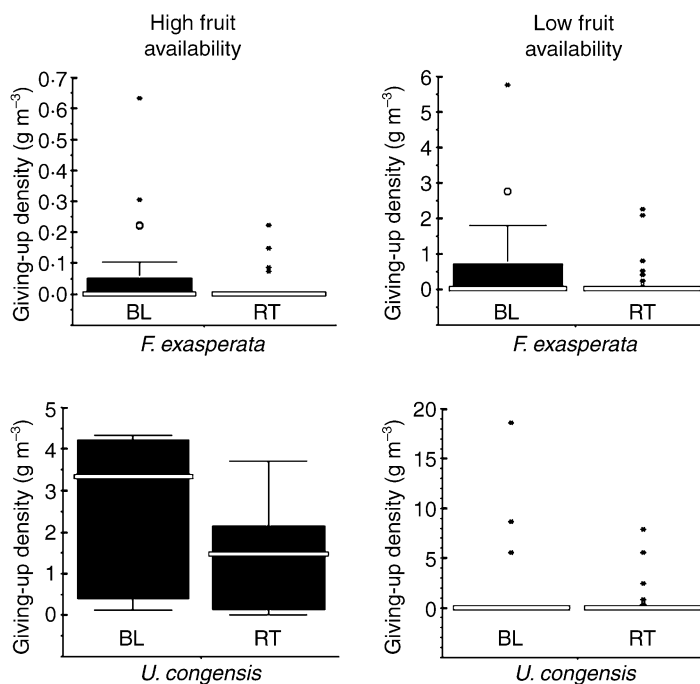 High fruit
availability
Low fruit
availability
Giving-up density (g m⁻³)
0·7
0·6
0·5
0·4
0·3
0·2
0·1
0·0
BL RT
F. exasperata
Giving-up density (g m⁻³)
6
5
4
3
2
1
0
BL RT
F. exasperata
Giving-up density (g m⁻³)
5
4
3
2
1
0
BL RT
U. congensis
Giving-up density (g m⁻³)
20
15
10
5
0
BL RT
U. congensis